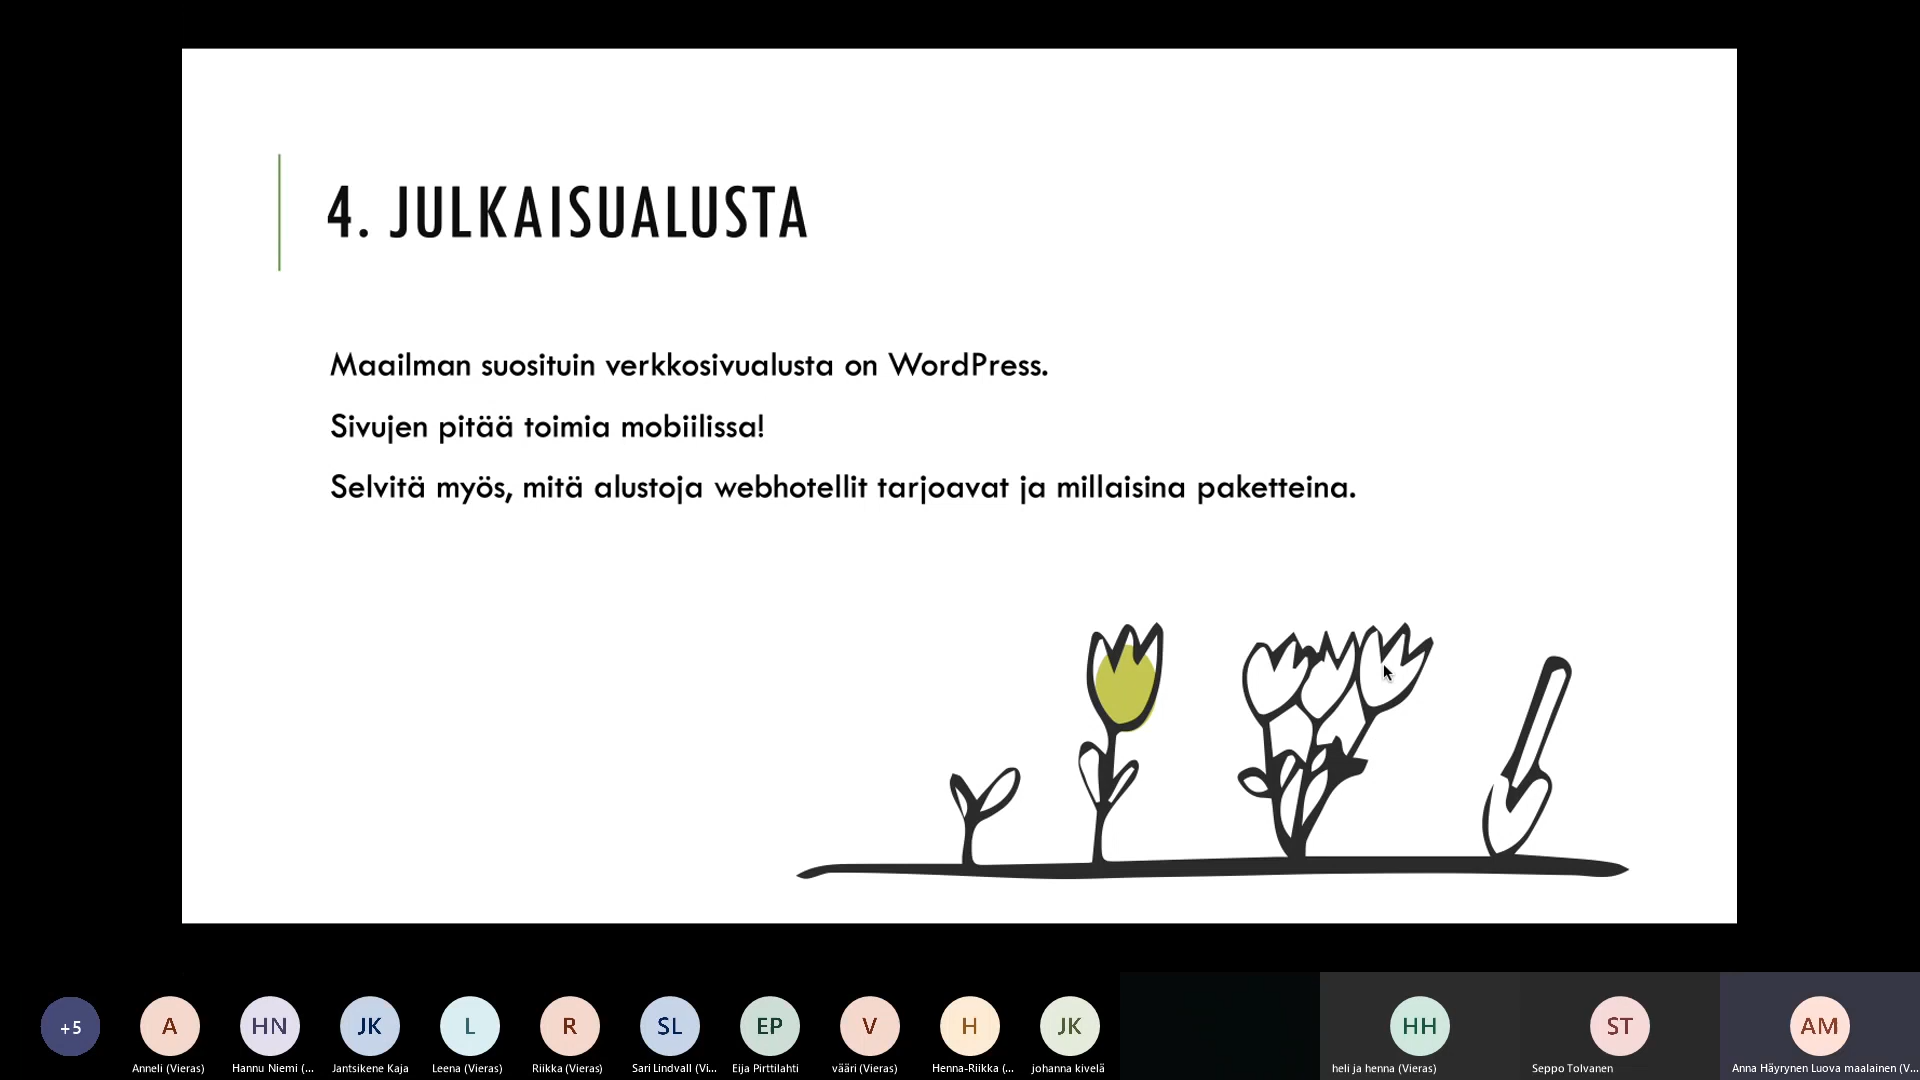 4. JULKAISUALUSTA
Maailman suosituin verkkosivualusta on WordPress.
Sivujen pitää toimia mobiilissa!
Selvitä myös, mitä alustoja webhotellit tarjoavat ja millaisina paketteina.
+5
A
HN
JK
L
R
SL
EP
V
H
JK
HH
ST
AM
Anneli (Vieras)
Hannu Niemi (...
Jantsikene Kaja
Leena (Vieras)
Riikka (Vieras)
Sari Lindvall (Vi...
Eija Pirttilahti
vääri (Vieras)
Henna-Riikka (...
johanna kivelä
heli ja henna (Vieras)
Seppo Tolvanen
Anna Häyrynen Luova maalainen (V...